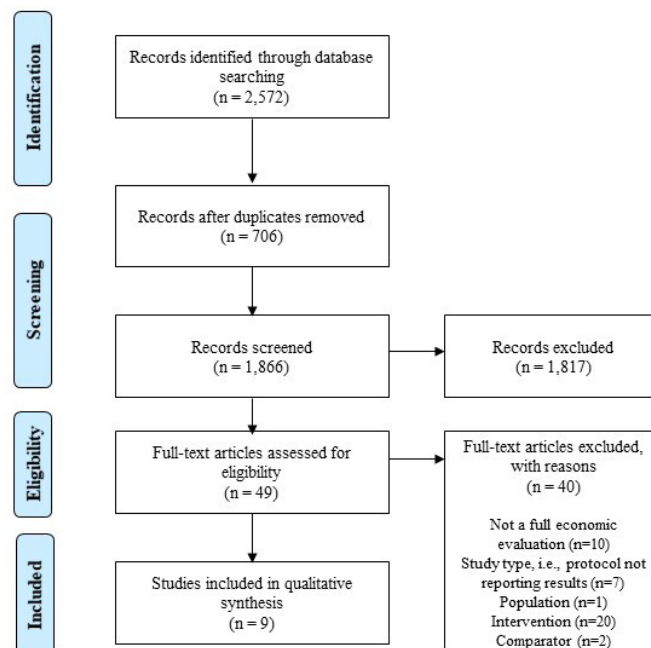 Identification
Records identified through database
searching
(n = 2,572)
Records after duplicates removed
(n = 706)
Screening
Records screened
(n = 1,866)
Records excluded
(n = 1,817)
Eligibility
Full-text articles assessed for
eligibility
(n = 49)
Full-text articles excluded,
with reasons
(n = 40)
Not a full economic
evaluation (n=10)
Study type, i.e., protocol not
reporting results (n=7)
Population (n=1)
Intervention (n=20)
Comparator (n=2)
Included
Studies included in qualitative
synthesis
(n = 9)